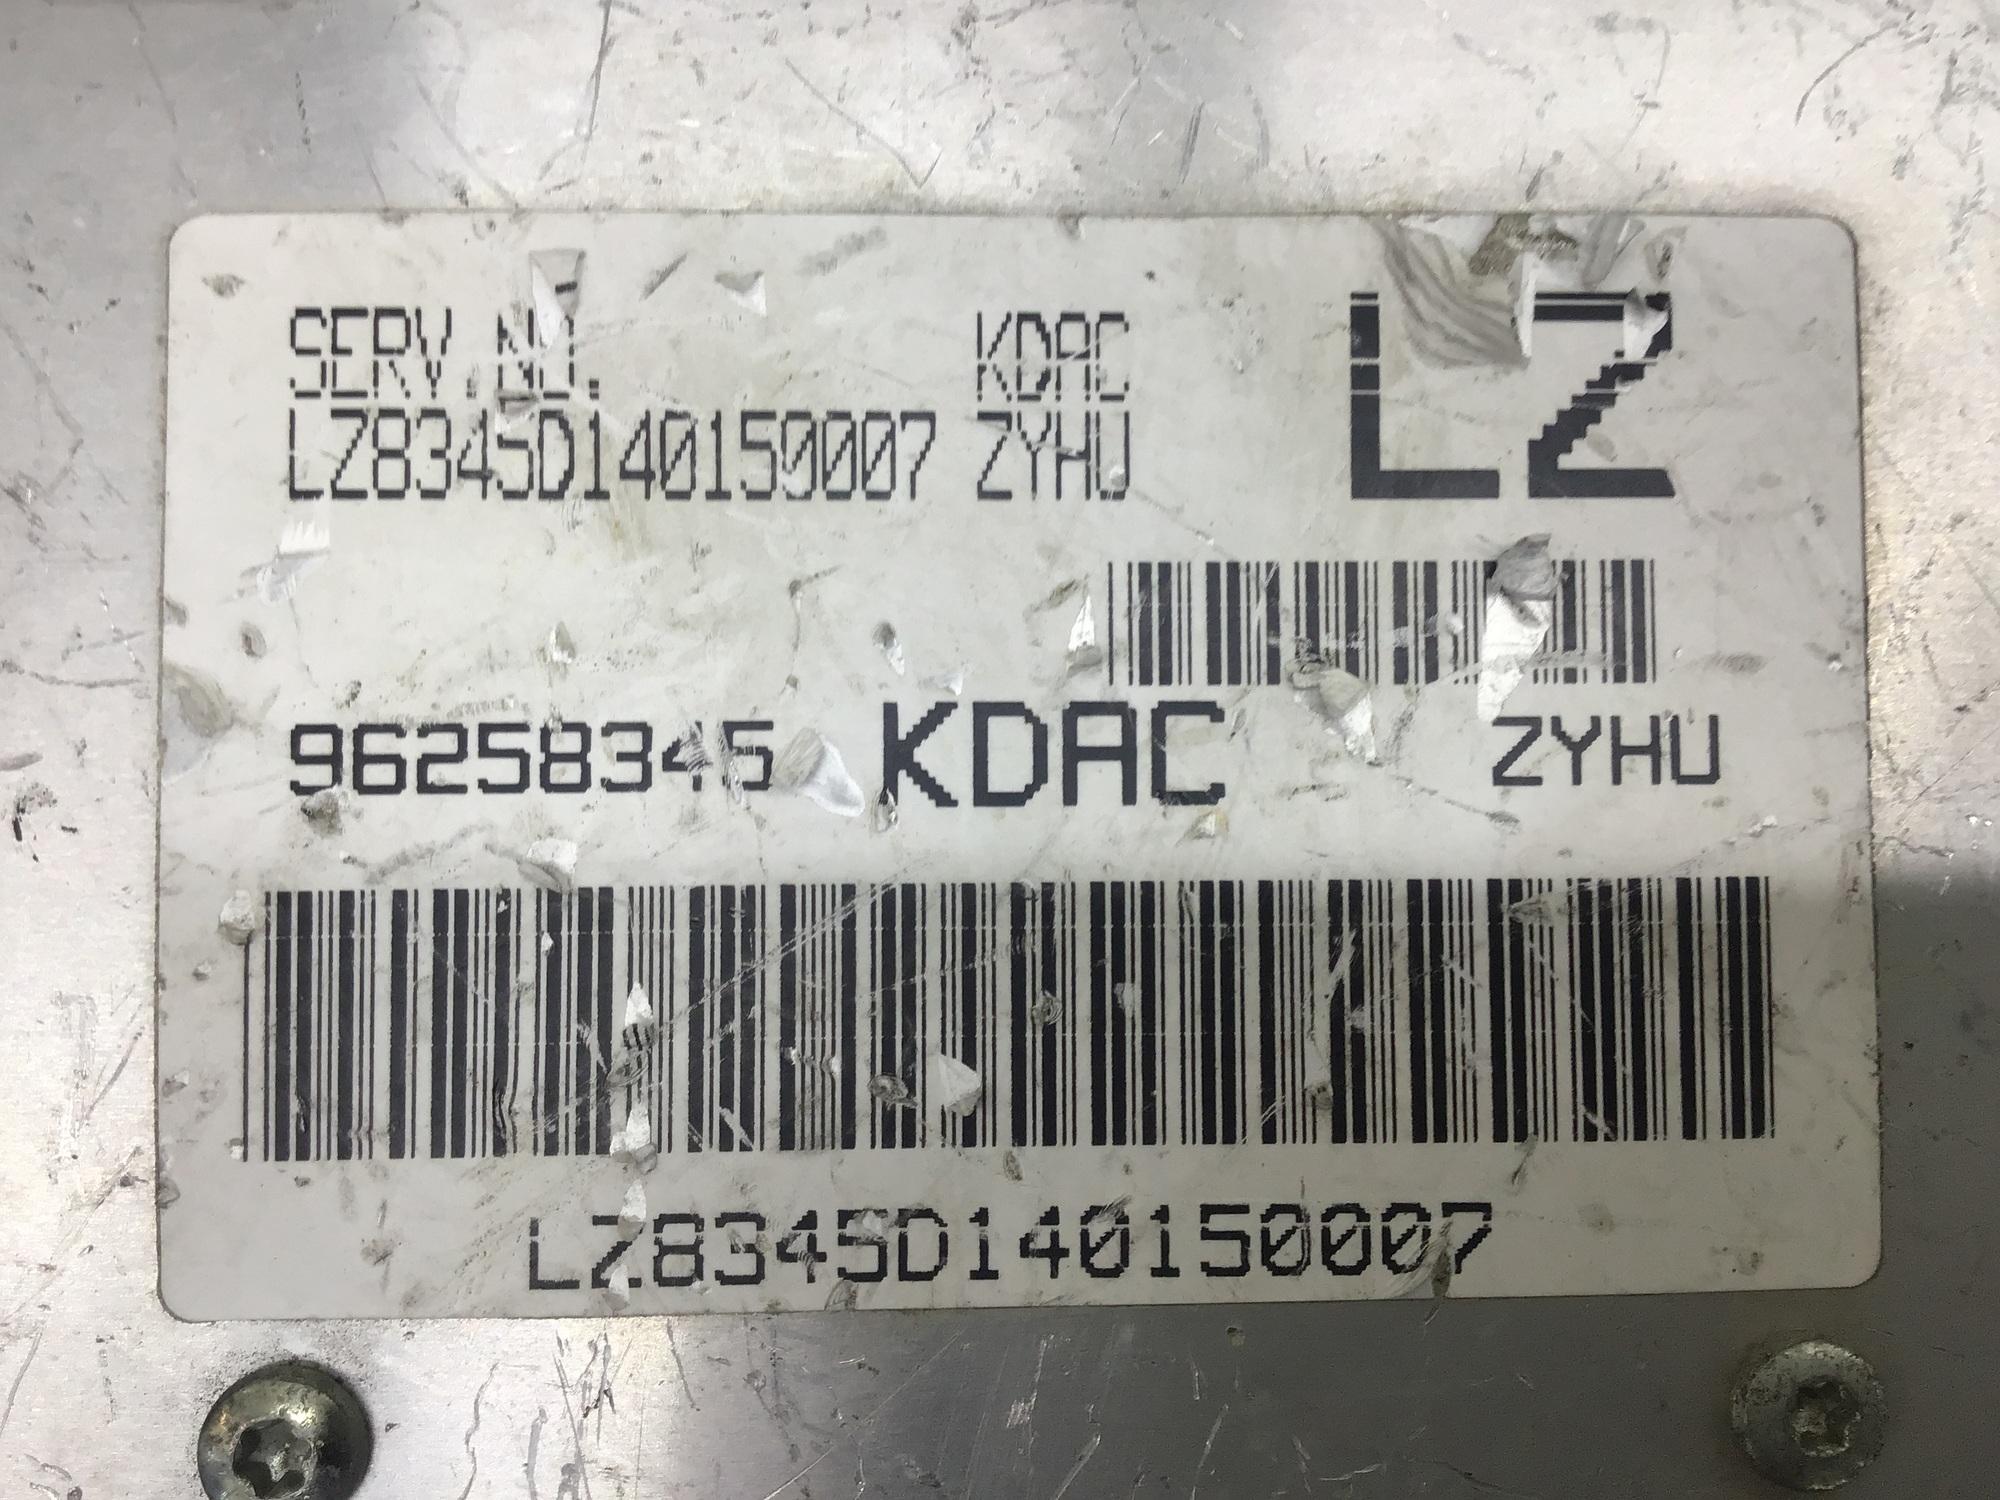 SERV.NO. KDAC LZ
LZ8345D140150007 ZYHU
96258345 KDAC ZYHU
LZ8345D140150007